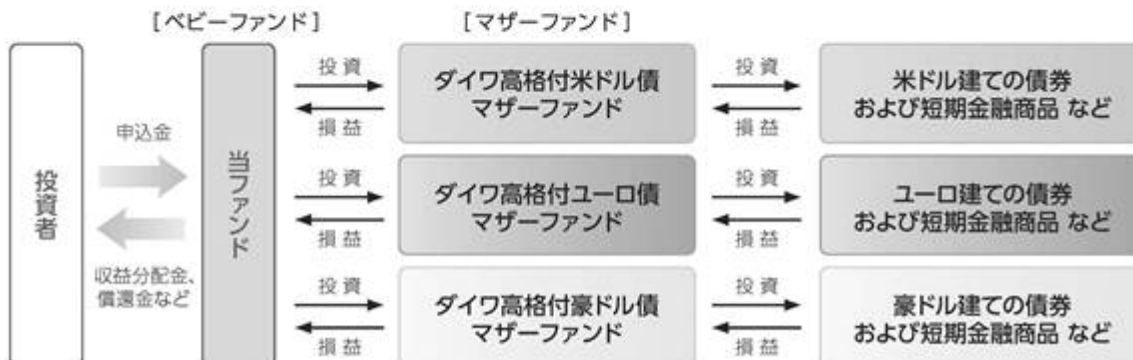 [ベビーファンド]
[マザーファンド]
投資者
申込金
収益分配金、
償還金など
当ファンド
投資
損益
ダイワ高格付米ドル債
マザーファンド
投資
損益
米ドル建ての債券
および短期金融商品 など
投資
損益
ダイワ高格付ユーロ債
マザーファンド
投資
損益
ユーロ建ての債券
および短期金融商品 など
投資
損益
ダイワ高格付豪ドル債
マザーファンド
投資
損益
豪ドル建ての債券
および短期金融商品 など